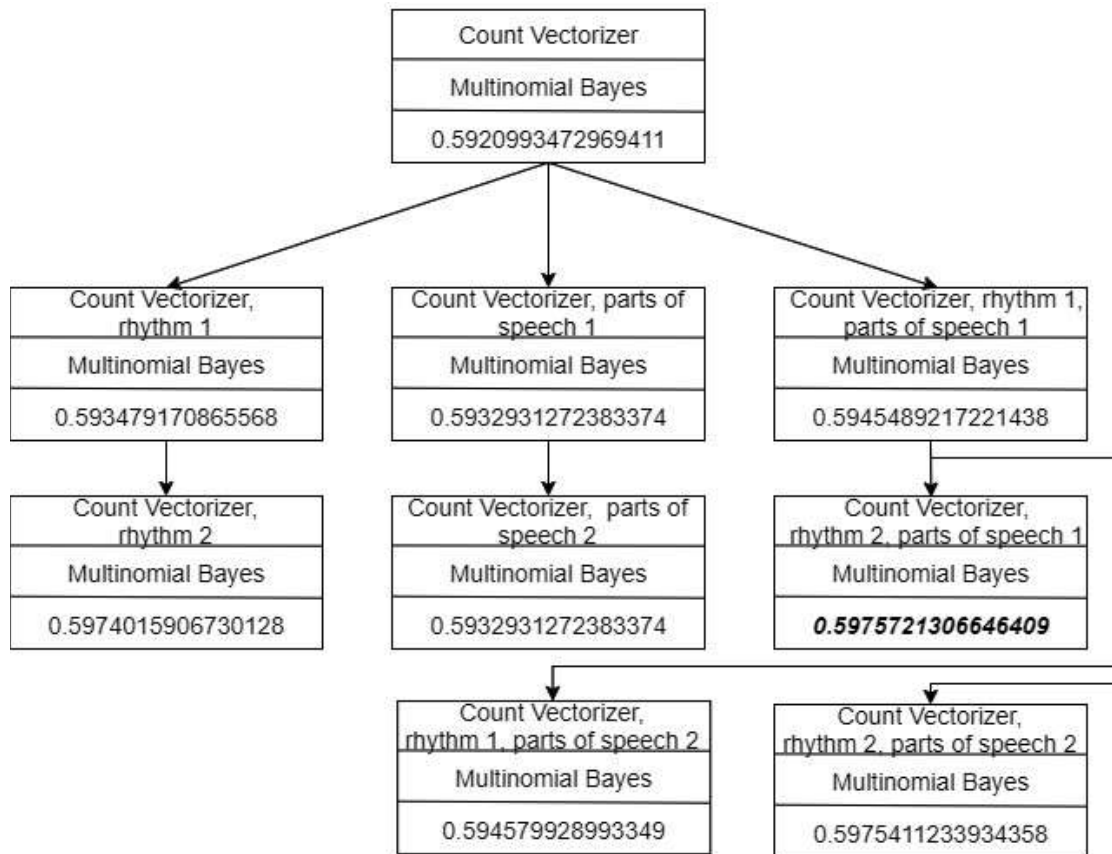 Count Vectorizer
Multinomial Bayes
0.59209934729694 11
Count Vectorizer,
rhythm 1
Multinomial Bayes
0.593479170865568
Count Vectorizer, parts of
speech 1
Multinomial Bayes
0.5932931272383374
Count Vectorizer, rhythm 1,
parts of speech 1
Multinomial Bayes
0.5945489217221438
Count Vectorizer,
rhythm 2
Multinomial Bayes
0.5974015906730128
Count Vectorizer, parts of
speech 2
Multinomial Bayes
0.5932931272383374
Count Vectorizer,
rhythm 2, parts of speech 1
Multinomial Bayes
0.5975721306646409
Count Vectorizer,
rhythm 1, parts of speech 2
Multinomial Bayes
0.594579928993349
Count Vectorizer,
rhythm 2, parts of speech 2
Multinomial Bayes
0.5975411233934358